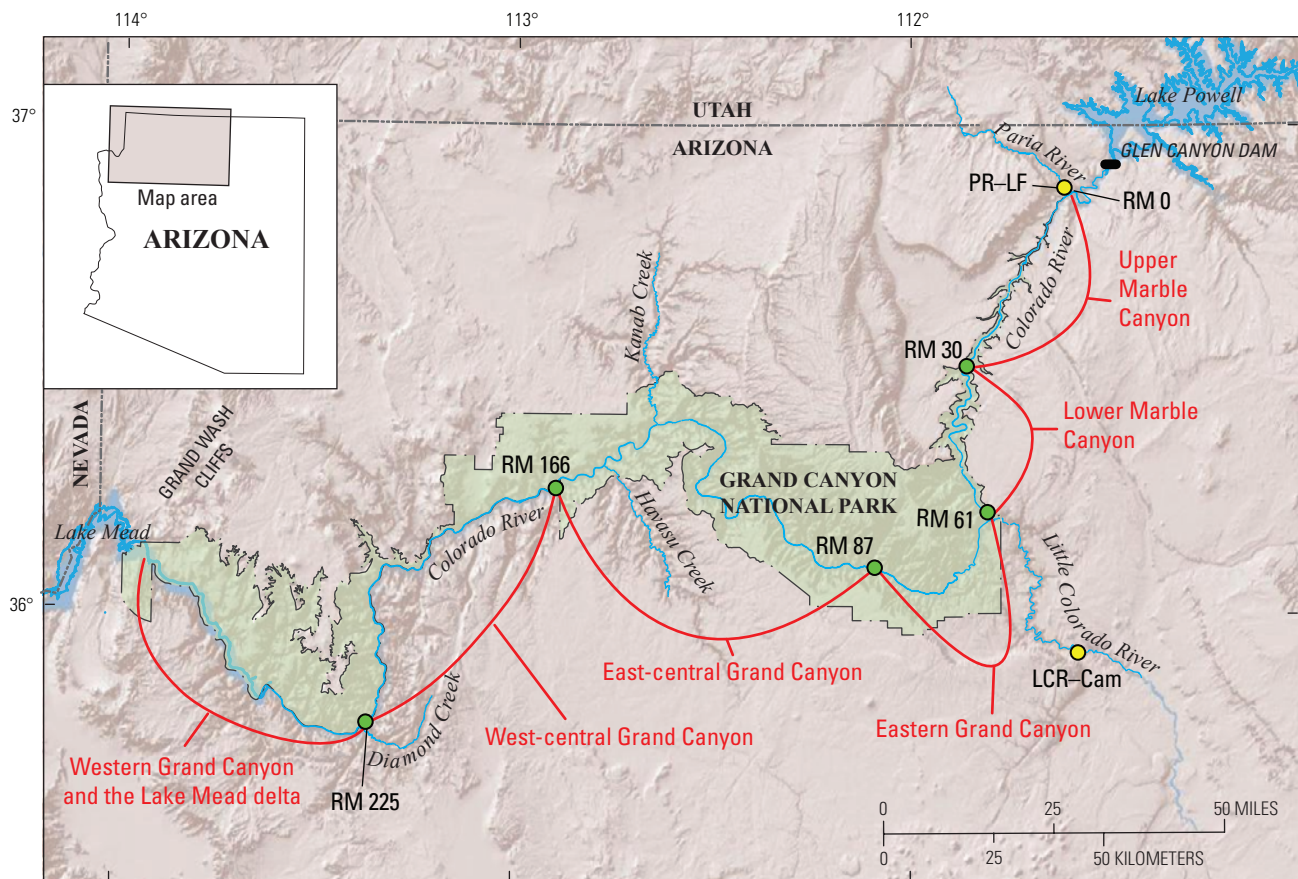 114°
113°
112°
37°
36°
UTAH
ARIZONA
Lake Powell
Paria River
GLEN CANYON DAM
PR–LF
RM 0
Map area
ARIZONA
Colorado River
Upper
Marble
Canyon
Kanab Creek
RM 30
Lower Marble
Canyon
NEVADA
GRAND WASH
CLIFFS
RM 166
GRAND CANYON
NATIONAL PARK
RM 61
Lake Mead
Colorado River
Havasu Creek
RM 87
Little Colorado River
LCR–Cam
East-central Grand Canyon
West-central Grand Canyon
Eastern Grand Canyon
Diamond Creek
Western Grand Canyon
and the Lake Mead delta
RM 225
0
25
50 MILES
0
25
50 KILOMETERS